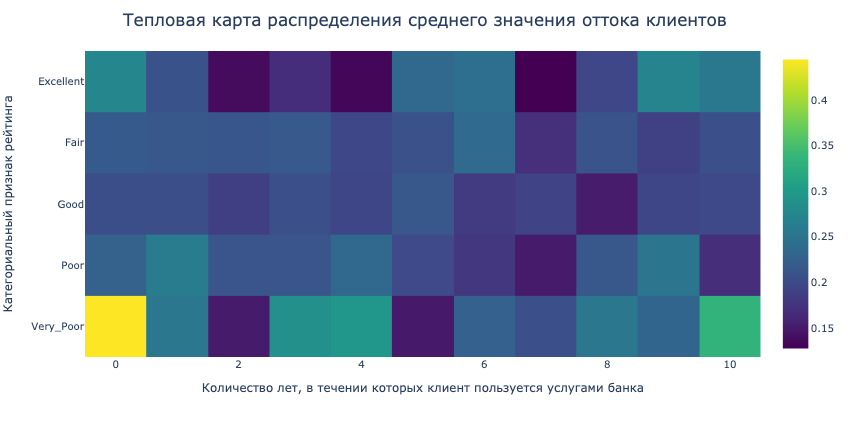 Тепловая карта распределения среднего значения оттока клиентов
Категориальный признак рейтинга
Excellent
Fair
Good
Poor
Very_Poor
0 2 4 6 8 10
Количество лет, в течении которых клиент пользуется услугами банка
0.4
0.35
0.3
0.25
0.2
0.15